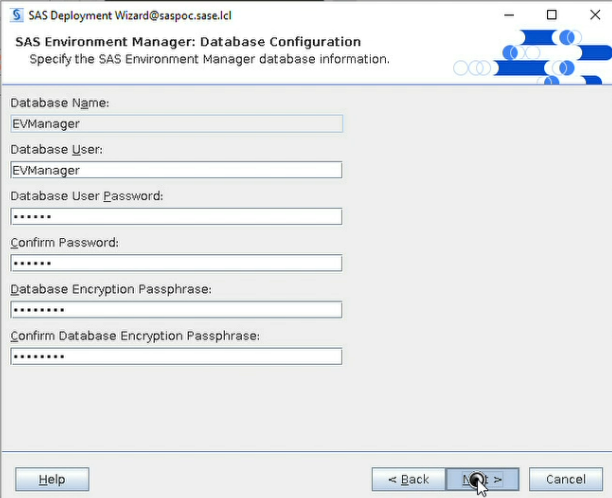 SAS Deployment Wizard@saspoc.sase.lcl
SAS Environment Manager: Database Configuration
Specify the SAS Environment Manager database information.
Database Name:
EVManager
Database User:
EVManager
Database User Password:
••••••
Confirm Password:
••••••
Database Encryption Passphrase:
••••••••
Confirm Database Encryption Passphrase:
••••••••
Help
< Back
Next >
Cancel